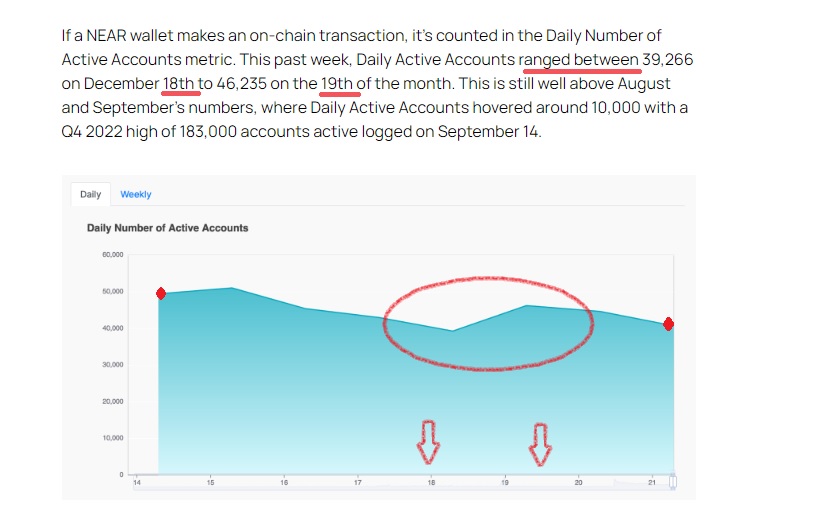 If a NEAR wallet makes an on-chain transaction, it's counted in the Daily Number of
Active Accounts metric. This past week, Daily Active Accounts ranged between 39,266
on December 18th to 46,235 on the 19th of the month. This is still well above August
and September's numbers, where Daily Active Accounts hovered around 10,000 with a
Q4 2022 high of 183,000 accounts active logged on September 14.
Daily Weekly
Daily Number of Active Accounts
60,000
50,000
40,000
30,000
20,000
10,000
0
14 15 16 17 18 19 20 21